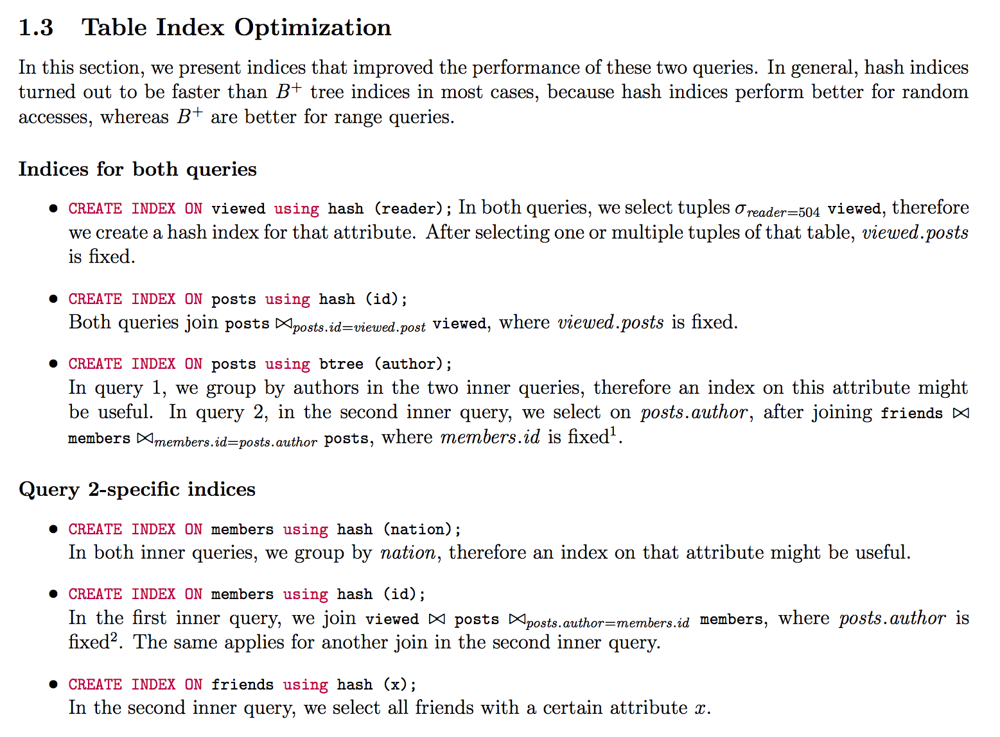 1.3 Table Index Optimization
In this section, we present indices that improved the performance of these two queries. In general, hash indices
turned out to be faster than B+ tree indices in most cases, because hash indices perform better for random
accesses, whereas B+ are better for range queries.
Indices for both queries
• CREATE INDEX ON viewed using hash (reader); In both queries, we select tuples σreader=504 viewed, therefore
we create a hash index for that attribute. After selecting one or multiple tuples of that table, viewed.posts
is fixed.
• CREATE INDEX ON posts using hash (id);
Both queries join posts ⋈posts.id=viewed.post viewed, where viewed.posts is fixed.
• CREATE INDEX ON posts using btree (author);
In query 1, we group by authors in the two inner queries, therefore an index on this attribute might
be useful. In query 2, in the second inner query, we select on posts.author, after joining friends ⋈
members ⋈members.id=posts.author posts, where members.id is fixed¹.
Query 2-specific indices
• CREATE INDEX ON members using hash (nation);
In both inner queries, we group by nation, therefore an index on that attribute might be useful.
• CREATE INDEX ON members using hash (id);
In the first inner query, we join viewed ⋈ posts ⋈posts.author=members.id members, where posts.author is
fixed². The same applies for another join in the second inner query.
• CREATE INDEX ON friends using hash (x);
In the second inner query, we select all friends with a certain attribute x.